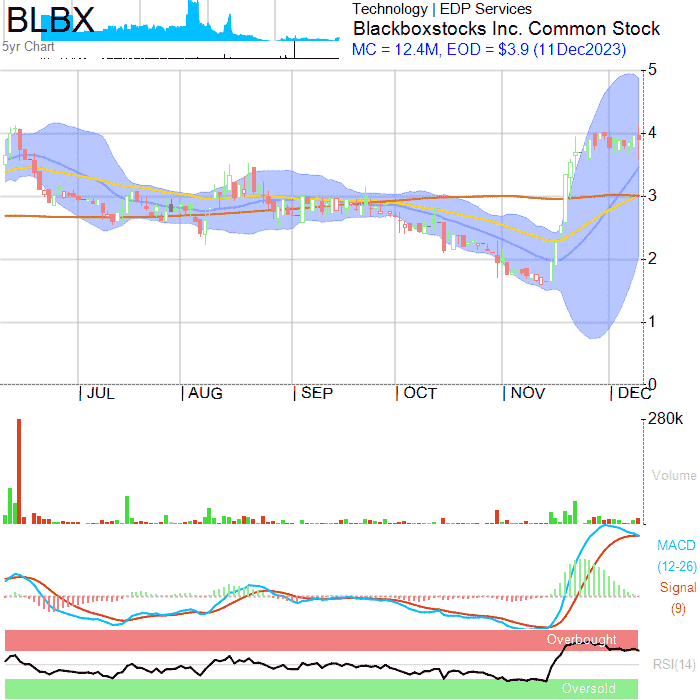 BLBX
5yr Chart
Technology | EDP Services
Blackboxstocks Inc. Common Stock
MC = 12.4M, EOD = $3.9 (11Dec2023)
5
4
3
2
1
0
| JUL | AUG | SEP | OCT | NOV | DEC
280k
Volume
MACD
(12-26)
Signal
(9)
Overbought
RSI(14)
Oversold